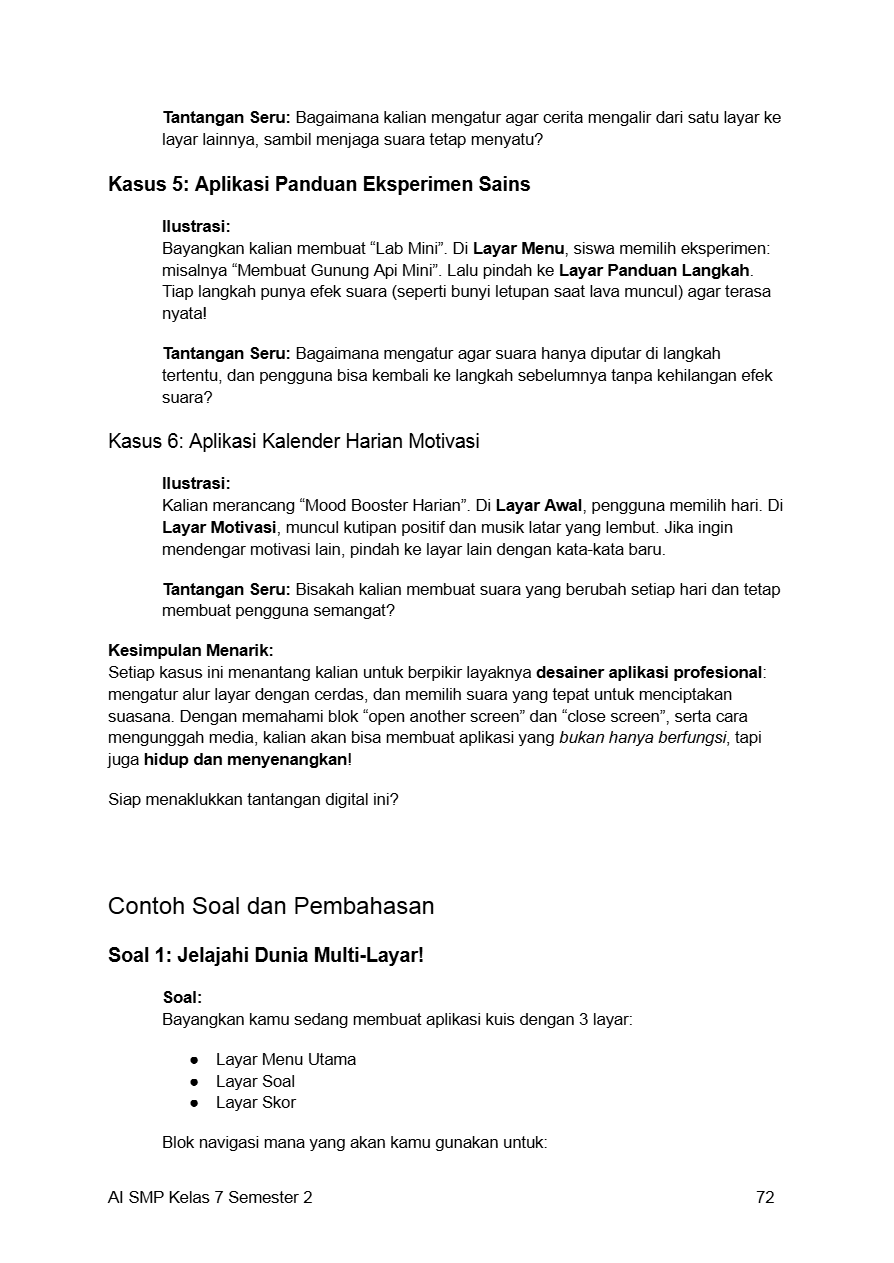 Tantangan Seru: Bagaimana kalian mengatur agar cerita mengalir dari satu layar ke
layar lainnya, sambil menjaga suara tetap menyatu?
Kasus 5: Aplikasi Panduan Eksperimen Sains
Ilustrasi:
Bayangkan kalian membuat “Lab Mini”. Di Layar Menu, siswa memilih eksperimen:
misalnya “Membuat Gunung Api Mini”. Lalu pindah ke Layar Panduan Langkah.
Tiap langkah punya efek suara (seperti bunyi letupan saat lava muncul) agar terasa
nyata!
Tantangan Seru: Bagaimana mengatur agar suara hanya diputar di langkah
tertentu, dan pengguna bisa kembali ke langkah sebelumnya tanpa kehilangan efek
suara?
Kasus 6: Aplikasi Kalender Harian Motivasi
Ilustrasi:
Kalian merancang “Mood Booster Harian”. Di Layar Awal, pengguna memilih hari. Di
Layar Motivasi, muncul kutipan positif dan musik latar yang lembut. Jika ingin
mendengar motivasi lain, pindah ke layar lain dengan kata-kata baru.
Tantangan Seru: Bisakah kalian membuat suara yang berubah setiap hari dan tetap
membuat pengguna semangat?
Kesimpulan Menarik:
Setiap kasus ini menantang kalian untuk berpikir layaknya desainer aplikasi profesional:
mengatur alur layar dengan cerdas, dan memilih suara yang tepat untuk menciptakan
suasana. Dengan memahami blok “open another screen” dan “close screen”, serta cara
mengunggah media, kalian akan bisa membuat aplikasi yang bukan hanya berfungsi, tapi
juga hidup dan menyenangkan!
Siap menaklukkan tantangan digital ini?
Contoh Soal dan Pembahasan
Soal 1: Jelajahi Dunia Multi-Layar!
Soal:
Bayangkan kamu sedang membuat aplikasi kuis dengan 3 layar:
● Layar Menu Utama
● Layar Soal
● Layar Skor
Blok navigasi mana yang akan kamu gunakan untuk:
AI SMP Kelas 7 Semester 2 72